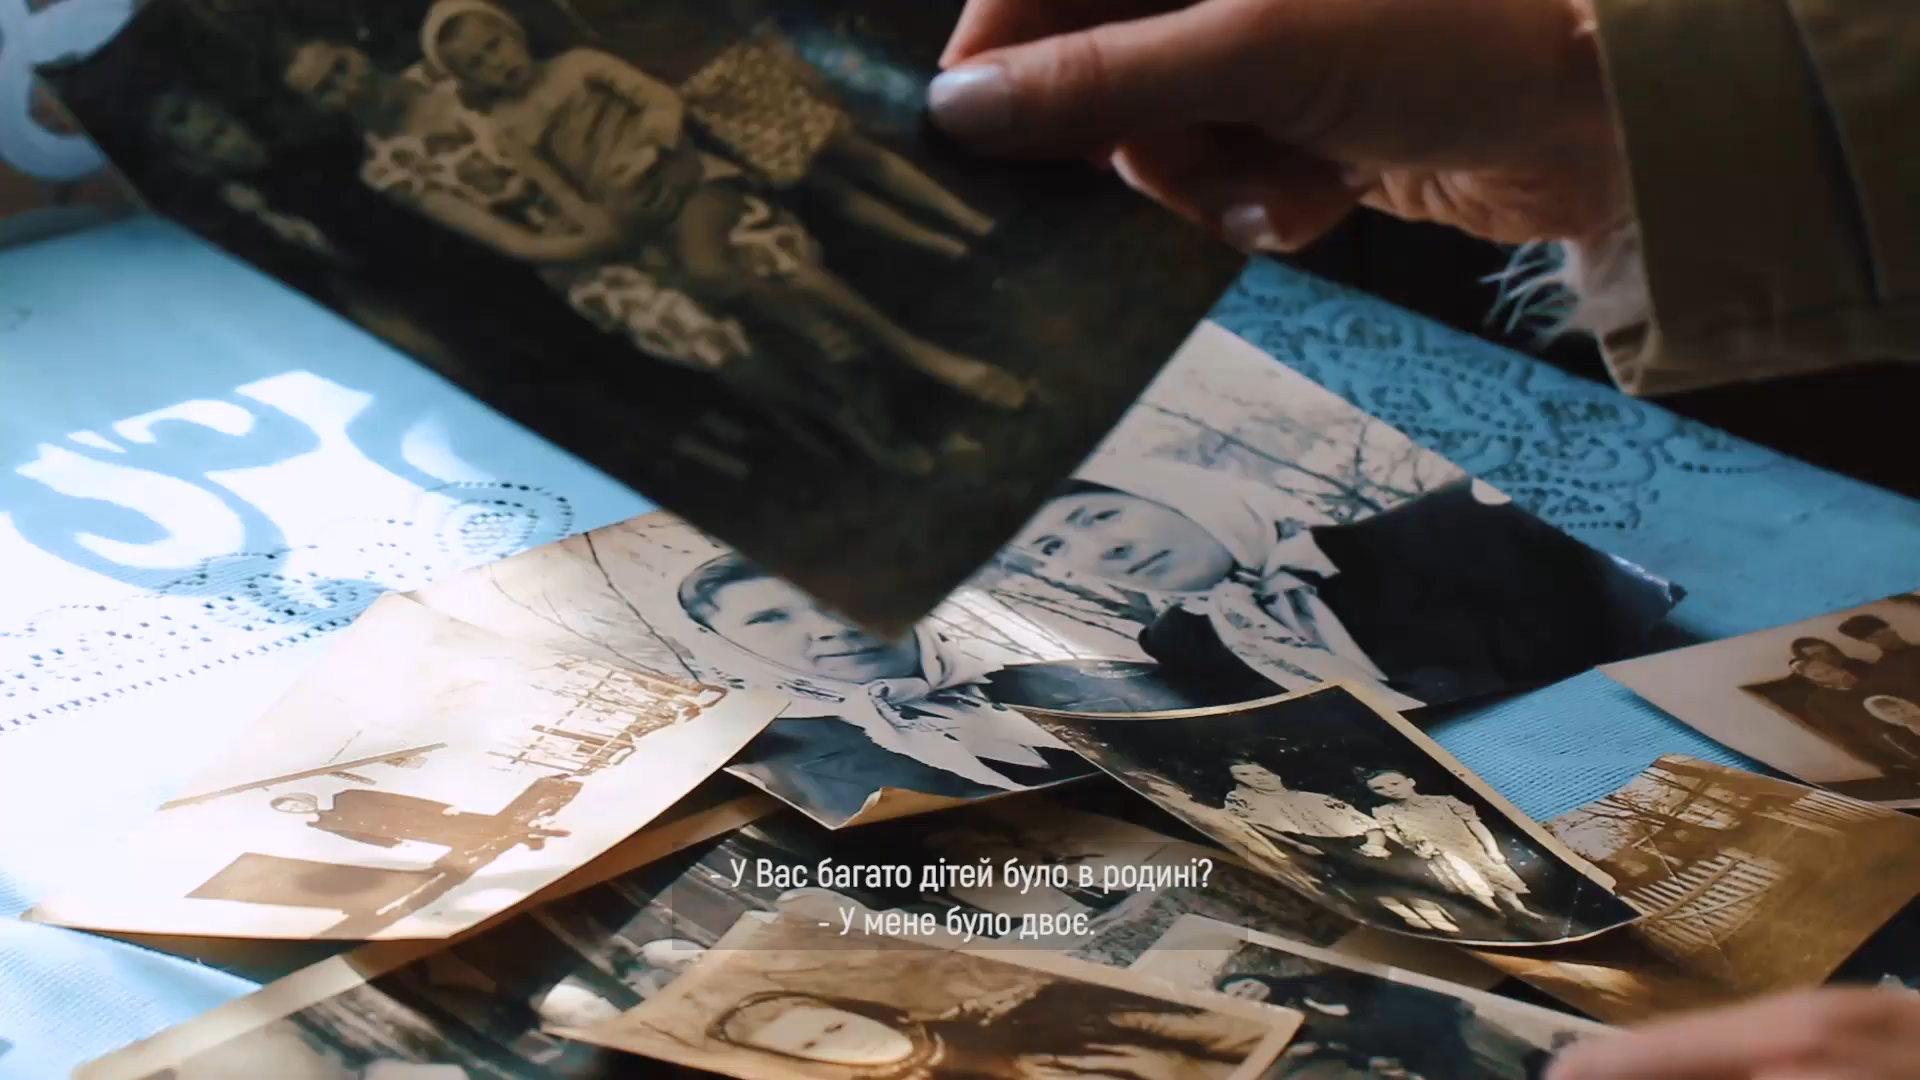 - У Вас багато дітей було в родині?
- У мене було двоє.